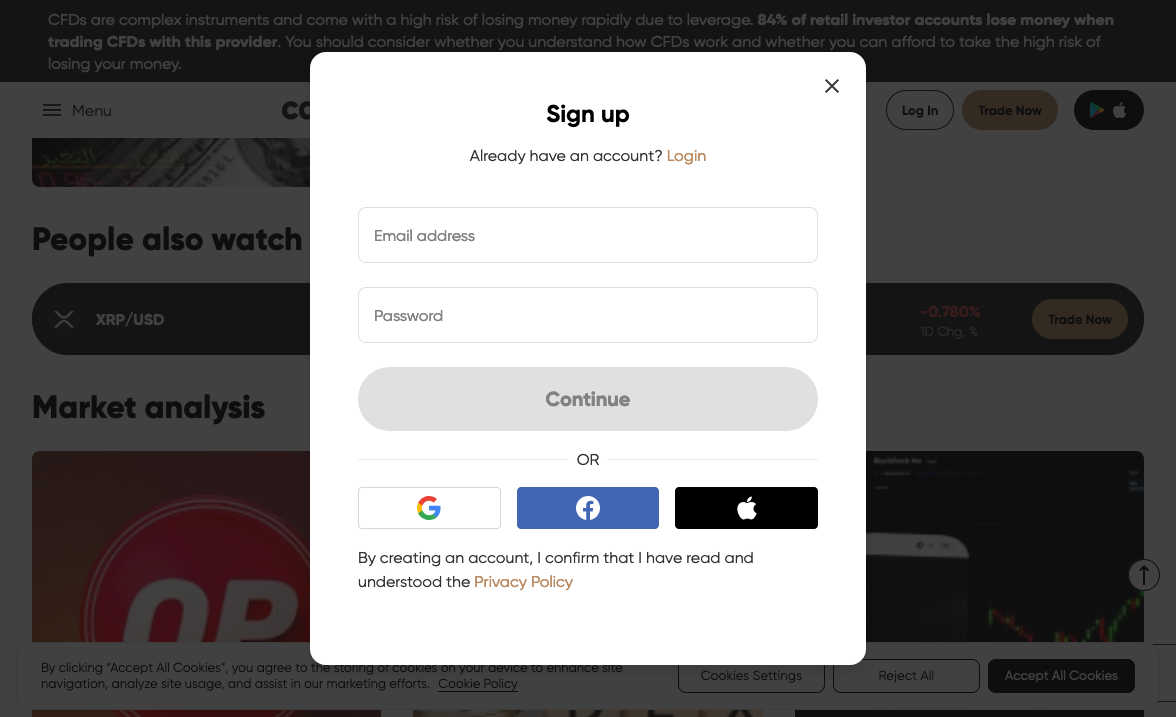 CFDs are complex instruments and come with a high risk of losing money rapidly due to leverage. 84% of retail investor accounts lose money when
trading CFDs with this provider. You should consider whether you understand how CFDs work and whether you can afford to take the high risk of
losing your money.
Menu
Log In
Trade Now
People also watch
XRP/USD
-0.780%
1D Chg, %
Trade Now
Market analysis
Sign up
Already have an account? Login
Email address
Password
Continue
OR
By creating an account, I confirm that I have read and
understood the Privacy Policy
By clicking “Accept All Cookies”, you agree to the storing of cookies on your device to enhance site
navigation, analyze site usage, and assist in our marketing efforts. Cookie Policy
Cookies Settings
Reject All
Accept All Cookies